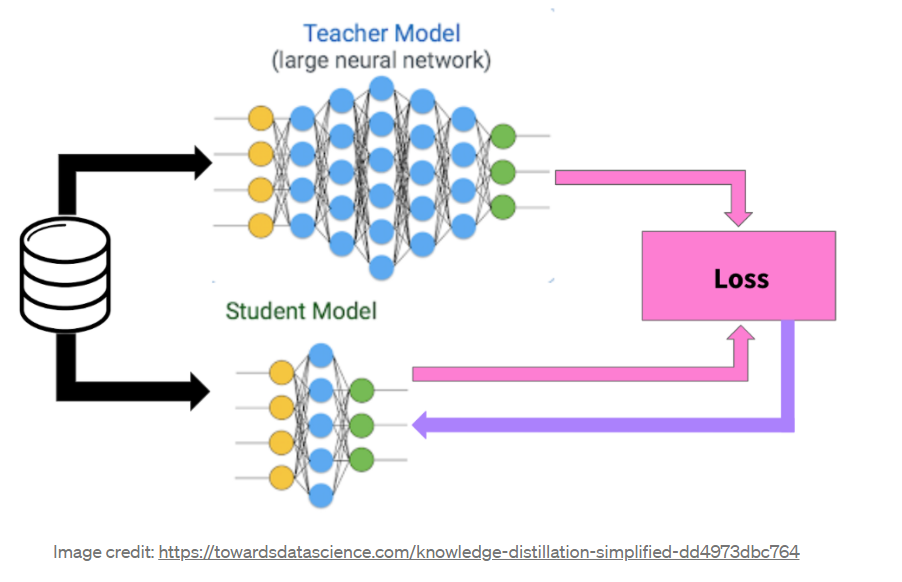 Teacher Model
(large neural network)
Loss
Student Model
Image credit: https://towardsdatascience.com/knowledge-distillation-simplified-dd4973dbc764